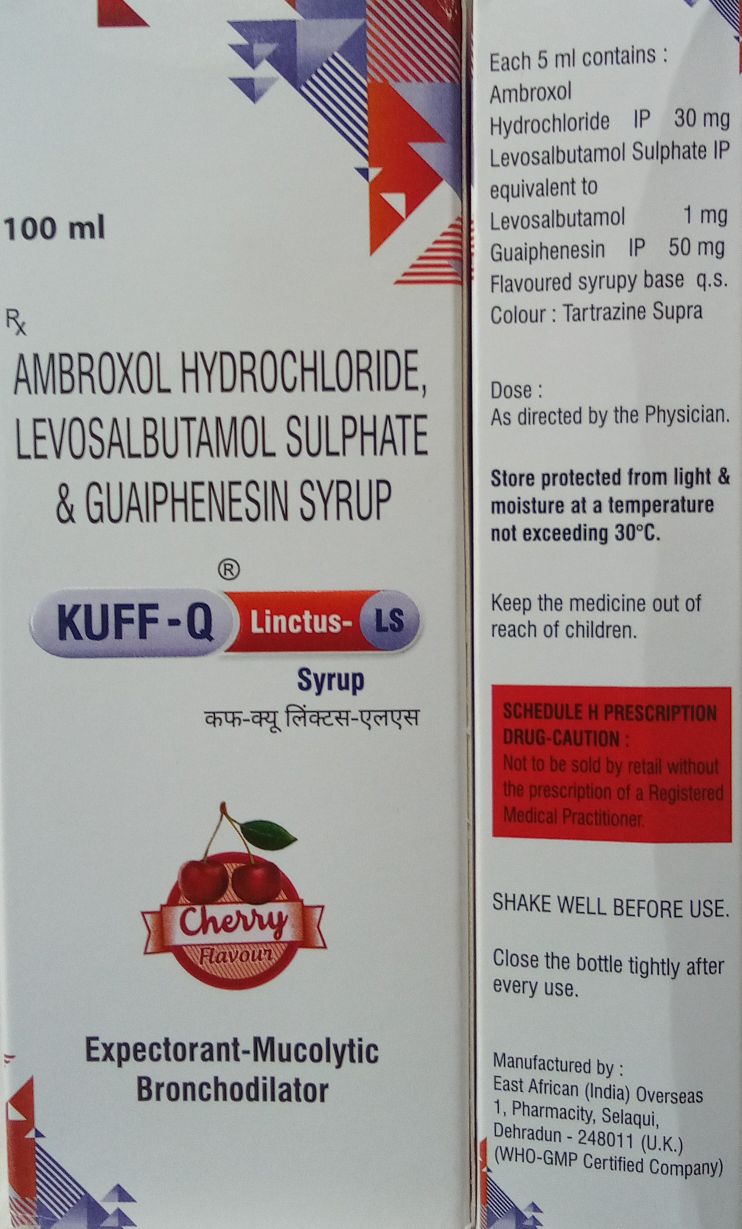 100 ml
Rx
AMBROXOL HYDROCHLORIDE,
LEVOSALBUTAMOL SULPHATE
& GUAIPHENESIN SYRUP
®
KUFF-Q Linctus- LS
Syrup
कफ-क्यू लिंक्टस-एलएस
Cherry
Flavour
Expectorant-Mucolytic
Bronchodilator
Each 5 ml contains :
Ambroxol
Hydrochloride IP 30 mg
Levosalbutamol Sulphate IP
equivalent to
Levosalbutamol 1 mg
Guaiphenesin IP 50 mg
Flavoured syrupy base q.s.
Colour : Tartrazine Supra
Dose :
As directed by the Physician.
Store protected from light &
moisture at a temperature
not exceeding 30°C.
Keep the medicine out of
reach of children.
SCHEDULE H PRESCRIPTION
DRUG-CAUTION :
Not to be sold by retail without
the prescription of a Registered
Medical Practitioner.
SHAKE WELL BEFORE USE.
Close the bottle tightly after
every use.
Manufactured by :
East African (India) Overseas
1, Pharmacity, Selaqui,
Dehradun - 248011 (U.K.)
(WHO-GMP Certified Company)